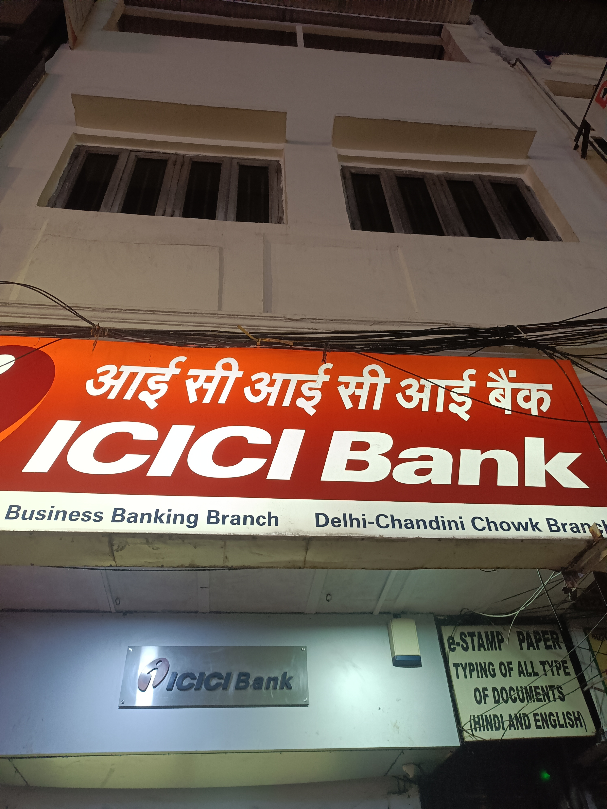 आई सी आई सी आई बैंक
ICICI Bank
Business Banking Branch Delhi-Chandini Chowk Branch
ICICI Bank
e-STAMP PAPER
TYPING OF ALL TYPE
OF DOCUMENTS
(HINDI AND ENGLISH)